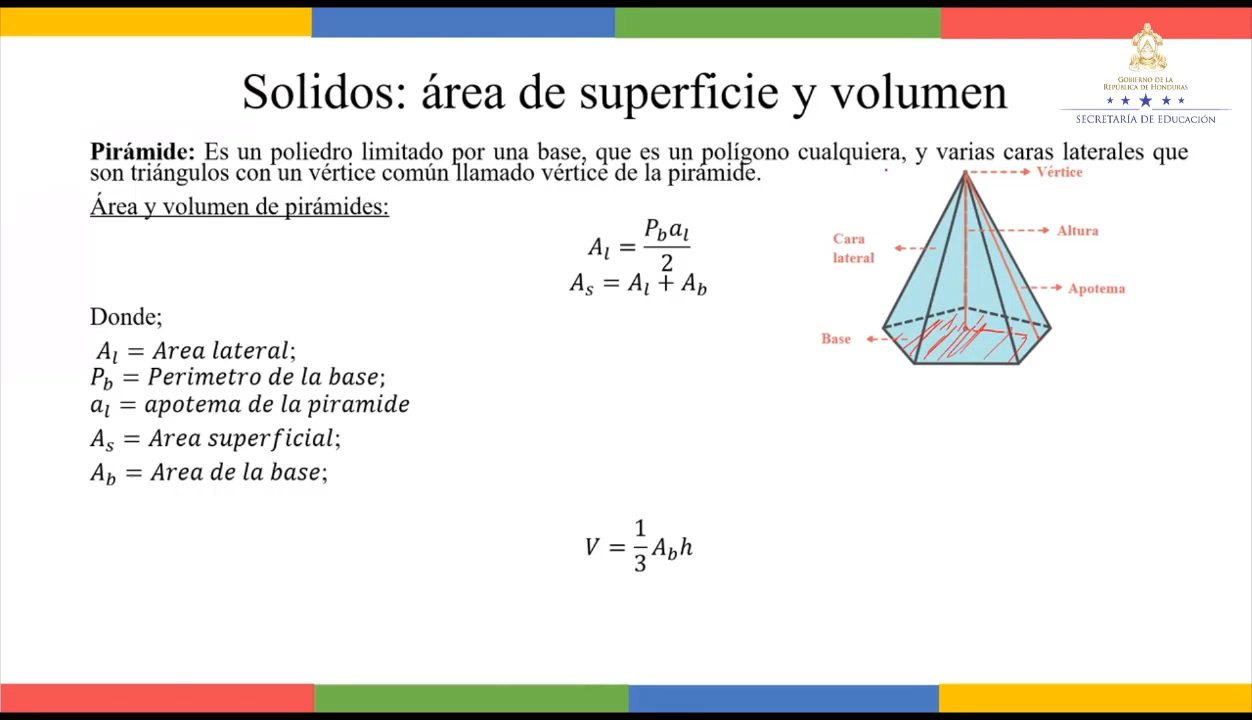 GOBIERNO DE LA
REPÚBLICA DE HONDURAS
SECRETARÍA DE EDUCACIÓN
Solidos: área de superficie y volumen
Pirámide: Es un poliedro limitado por una base, que es un polígono cualquiera, y varias caras laterales que
son triángulos con un vértice común llamado vértice de la pirámide.
Área y volumen de pirámides:
A_l = P_b a_l / 2
A_s = A_l + A_b
Donde;
A_l = Area lateral;
P_b = Perimetro de la base;
a_l = apotema de la piramide
A_s = Area superficial;
A_b = Area de la base;
V = 1/3 A_b h
Vértice
Altura
Cara
lateral
Apotema
Base